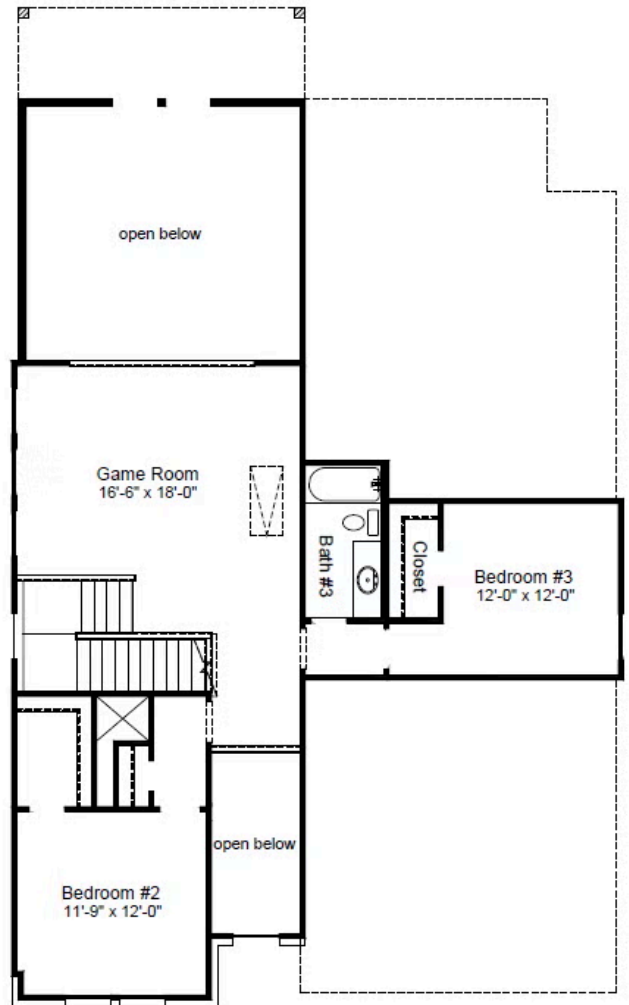 open below
Game Room
16'-6" x 18'-0"
Bath #3
Closet
Bedroom #3
12'-0" x 12'-0"
open below
Bedroom #2
11'-9" x 12'-0"